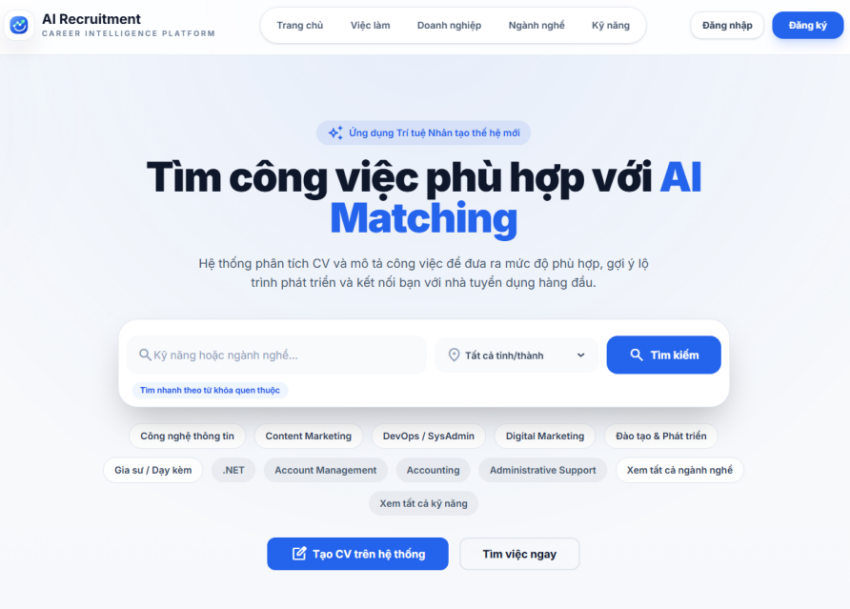 AI Recruitment
CAREER INTELLIGENCE PLATFORM
Trang chủ
Việc làm
Doanh nghiệp
Ngành nghề
Kỹ năng
Đăng nhập
Đăng ký
Ứng dụng Trí tuệ Nhân tạo thế hệ mới
Tìm công việc phù hợp với AI
Matching
Hệ thống phân tích CV và mô tả công việc để đưa ra mức độ phù hợp, gợi ý lộ
trình phát triển và kết nối bạn với nhà tuyển dụng hàng đầu.
Kỹ năng hoặc ngành nghề...
Tất cả tỉnh/thành
Tìm kiếm
Tìm nhanh theo từ khóa quen thuộc
Công nghệ thông tin
Content Marketing
DevOps / SysAdmin
Digital Marketing
Đào tạo & Phát triển
Gia sư / Dạy kèm
.NET
Account Management
Accounting
Administrative Support
Xem tất cả ngành nghề
Xem tất cả kỹ năng
Tạo CV trên hệ thống
Tìm việc ngay